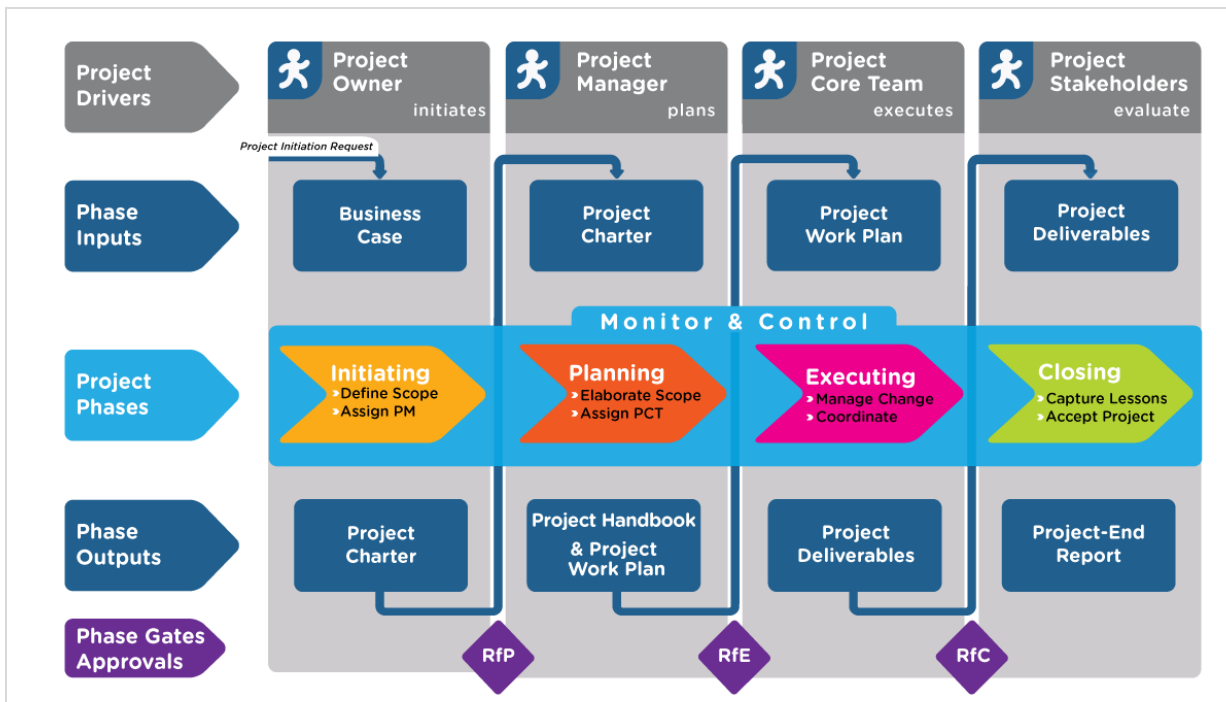 Project
Drivers
Project
Owner
initiates
Project
Manager
plans
Project
Core Team
executes
Project
Stakeholders
evaluate
Project Initiation Request
Phase
Inputs
Business
Case
Project
Charter
Project
Work Plan
Project
Deliverables
Monitor & Control
Project
Phases
Initiating
»Define Scope
»Assign PM
Planning
»Elaborate Scope
»Assign PCT
Executing
»Manage Change
»Coordinate
Closing
»Capture Lessons
»Accept Project
Phase
Outputs
Project
Charter
Project Handbook
& Project
Work Plan
Project
Deliverables
Project-End
Report
Phase Gates
Approvals
RfP
RfE
RfC